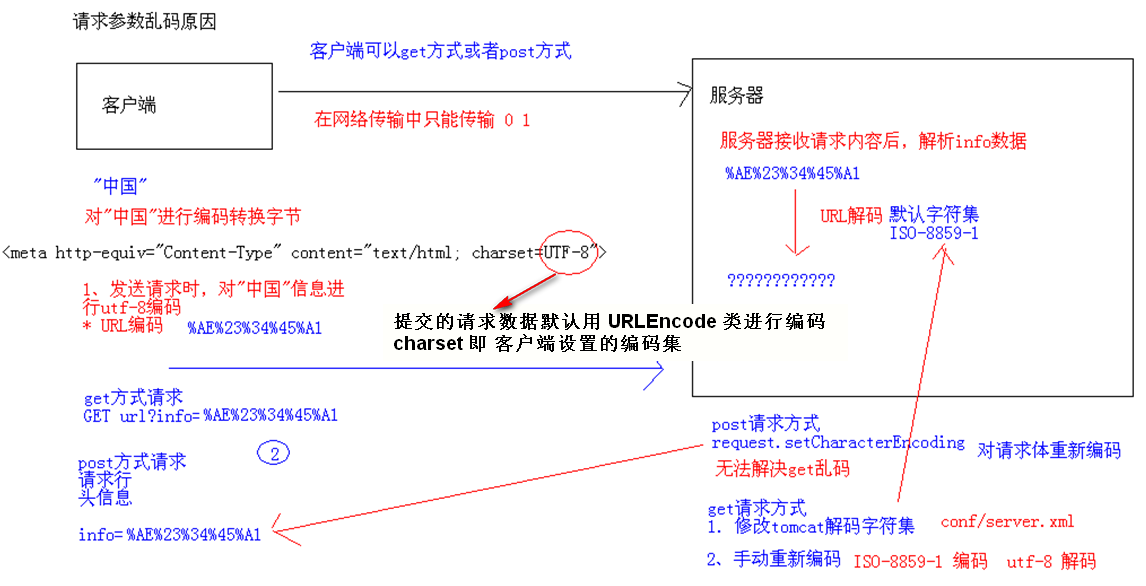 请求参数乱码原因
客户端可以get方式或者post方式
客户端
在网络传输中只能传输 0 1
服务器
服务器接收请求内容后，解析info数据
%AE%23%34%45%A1
URL解码
默认字符集
ISO-8859-1
????????????
"中国"
对"中国"进行编码转换字节
<meta http-equiv="Content-Type" content="text/html; charset=UTF-8">
1、发送请求时，对"中国"信息进
行utf-8编码
* URL编码 %AE%23%34%45%A1
提交的请求数据默认用 URLEncode 类进行编码
charset 即 客户端设置的编码集
get方式请求
GET url?info=%AE%23%34%45%A1
2
post方式请求
请求行
头信息
info=%AE%23%34%45%A1
post请求方式
request.setCharacterEncoding 对请求体重新编码
无法解决get乱码
get请求方式
1. 修改tomcat解码字符集 conf/server.xml
2、手动重新编码 ISO-8859-1 编码 utf-8 解码